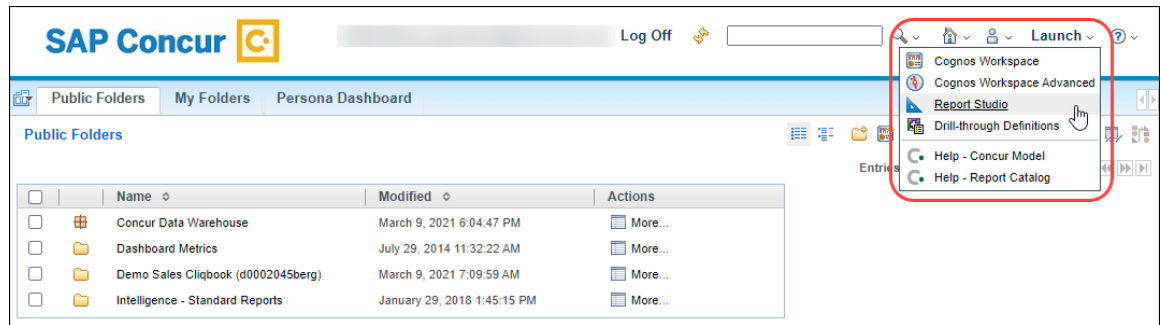 SAP Concur C.
Log Off
Launch
Cognos Workspace
Cognos Workspace Advanced
Report Studio
Drill-through Definitions
Help - Concur Model
Help - Report Catalog
Public Folders My Folders Persona Dashboard
Public Folders
Name Modified Actions
Concur Data Warehouse March 9, 2021 6:04:47 PM More...
Dashboard Metrics July 29, 2014 11:32:22 AM More...
Demo Sales Cliqbook (d0002045berg) March 9, 2021 7:09:59 AM More...
Intelligence - Standard Reports January 29, 2018 1:45:15 PM More...